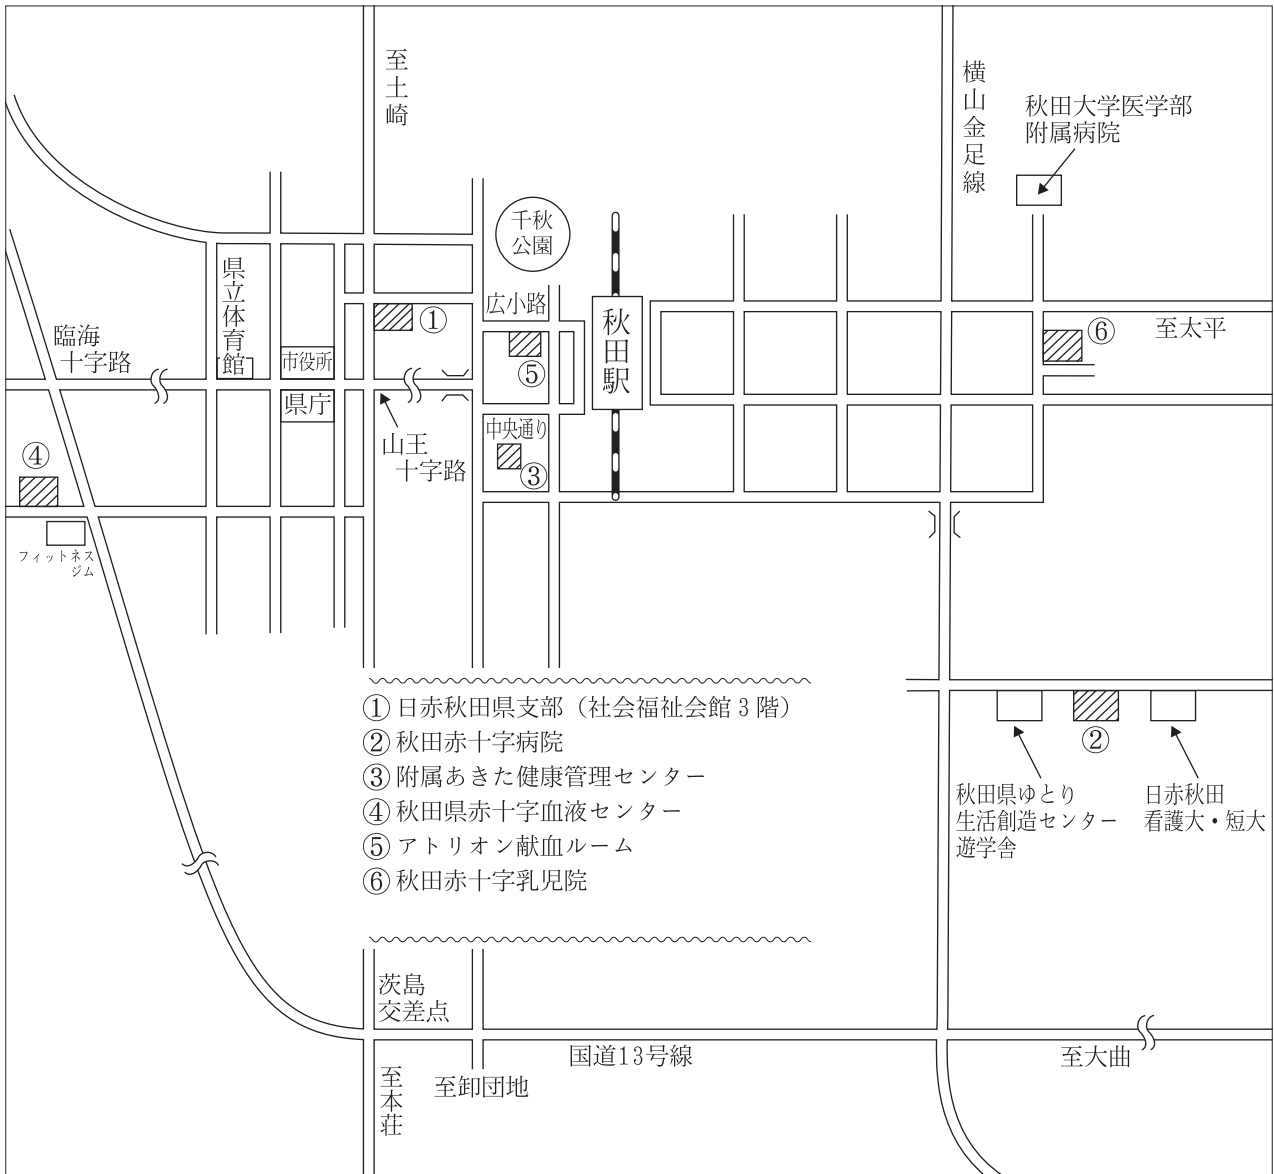 至土崎
横山金足線
秋田大学医学部
附属病院
千秋
公園
県立体育館
広小路
①
秋田駅
⑥
至太平
臨海
十字路
市役所
⑤
県庁
中央通り
山王
十字路
④
③
フィットネス
ジム
①日赤秋田県支部（社会福祉会館3階）
②秋田赤十字病院
③附属あきた健康管理センター
④秋田県赤十字血液センター
⑤アトリオン献血ルーム
⑥秋田赤十字乳児院
②
秋田県ゆとり
生活創造センター
遊学舎
日赤秋田
看護大・短大
茨島
交差点
国道13号線
至大曲
至本荘
至卸団地